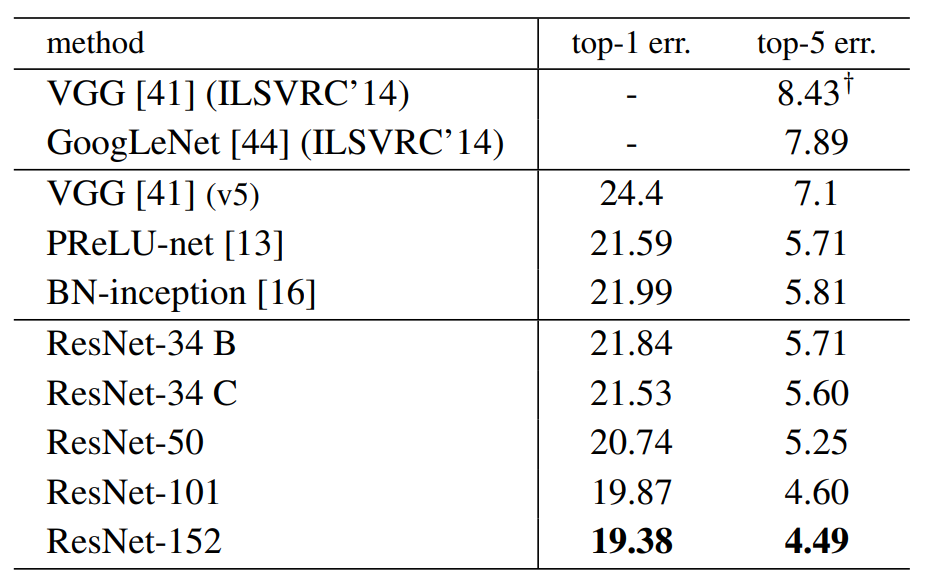 method top-1 err. top-5 err.
VGG [41] (ILSVRC’14) - 8.43†
GoogLeNet [44] (ILSVRC’14) - 7.89
VGG [41] (v5) 24.4 7.1
PReLU-net [13] 21.59 5.71
BN-inception [16] 21.99 5.81
ResNet-34 B 21.84 5.71
ResNet-34 C 21.53 5.60
ResNet-50 20.74 5.25
ResNet-101 19.87 4.60
ResNet-152 19.38 4.49